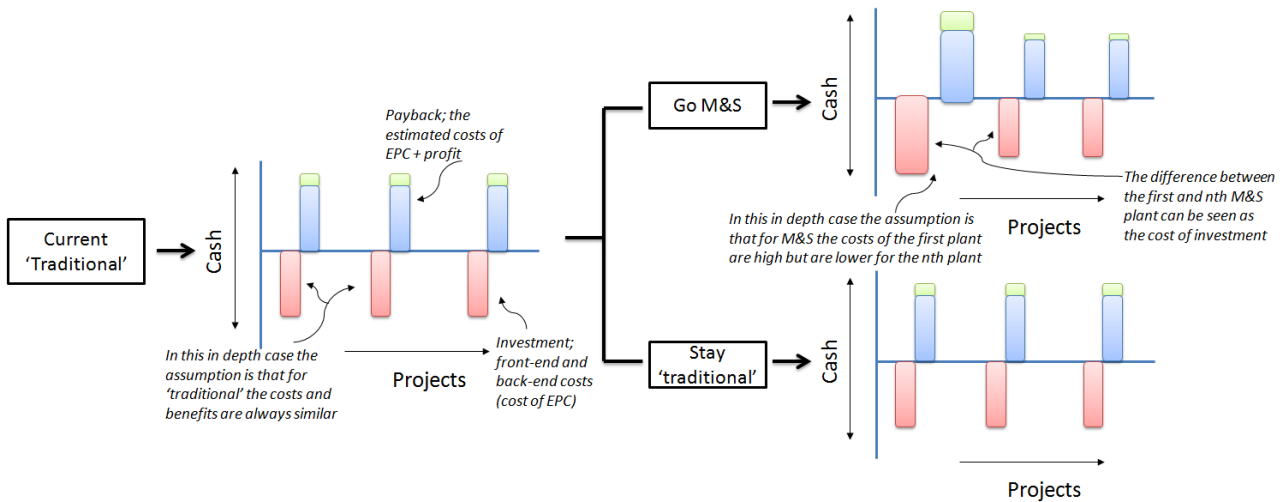 Current
‘Traditional’
Cash
Payback; the
estimated costs of
EPC + profit
In this in depth case the
assumption is that for
‘traditional’ the costs and
benefits are always similar
Projects
Investment;
front-end and
back-end costs
(cost of EPC)
Go M&S
Cash
In this in depth case the assumption is
that for M&S the costs of the first plant
are high but are lower for the nth plant
Projects
The difference between
the first and nth M&S
plant can be seen as
the cost of investment
Stay
‘traditional’
Cash
Projects